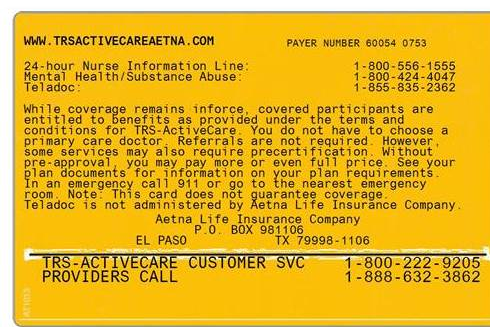 WWW.TRSACTIVECAREAETNA.COM PAYER NUMBER 60054 0753
24-hour Nurse Information Line: 1-800-556-1555
Mental Health/Substance Abuse: 1-800-424-4047
Teladoc: 1-855-835-2362
While coverage remains inforce, covered participants are
entitled to benefits as provided under the terms and
conditions for TRS-ActiveCare. You do not have to choose a
primary care doctor. Referrals are not required. However,
some services may also require precertification. Without
pre-approval, you may pay more or even full price. See your
plan documents for information on your plan requirements.
In an emergency call 911 or go to the nearest emergency
room. Note: This card does not guarantee coverage.
Teladoc is not administered by Aetna Life Insurance Company.
Aetna Life Insurance Company
P.O. BOX 981106
EL PASO TX 79998-1106
TRS-ACTIVECARE CUSTOMER SVC 1-800-222-9205
PROVIDERS CALL 1-888-632-3862